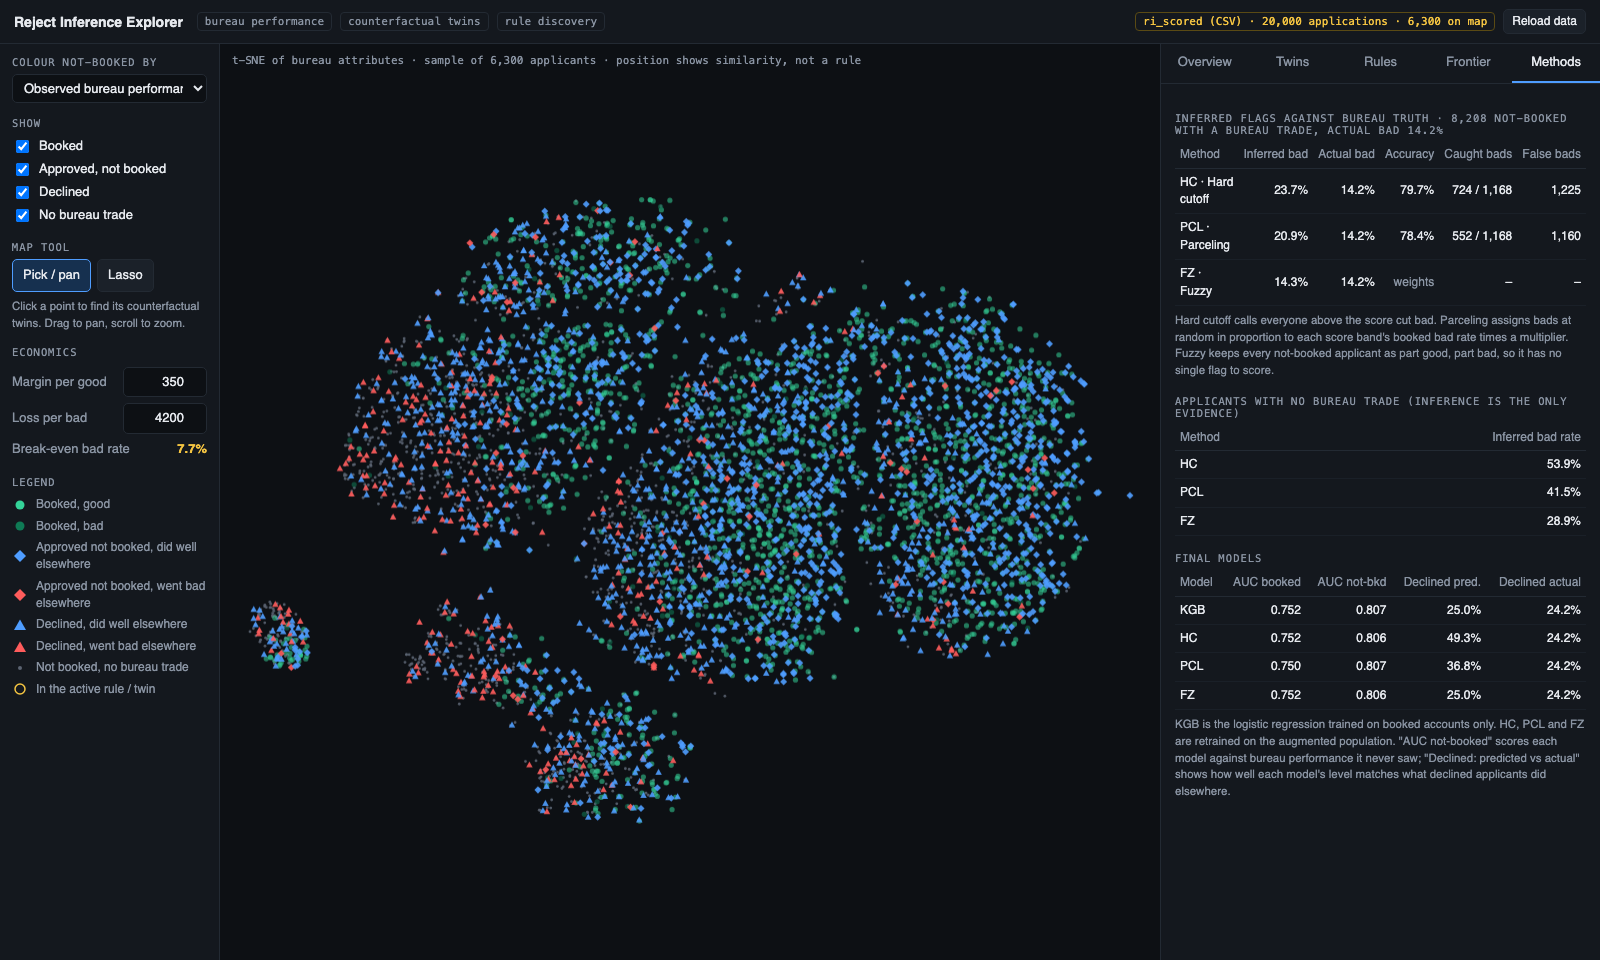 Reject Inference Explorer
bureau performance
counterfactual twins
rule discovery
ri_scored (CSV) · 20,000 applications · 6,300 on map
Reload data
COLOUR NOT-BOOKED BY
Observed bureau performar
SHOW
Booked
Approved, not booked
Declined
No bureau trade
MAP TOOL
Pick / pan
Lasso
Click a point to find its counterfactual
twins. Drag to pan, scroll to zoom.
ECONOMICS
Margin per good 350
Loss per bad 4200
Break-even bad rate 7.7%
LEGEND
Booked, good
Booked, bad
Approved not booked, did well
elsewhere
Approved not booked, went bad
elsewhere
Declined, did well elsewhere
Declined, went bad elsewhere
Not booked, no bureau trade
In the active rule / twin
t-SNE of bureau attributes · sample of 6,300 applicants · position shows similarity, not a rule
Overview Twins Rules Frontier Methods
INFERRED FLAGS AGAINST BUREAU TRUTH · 8,208 NOT-BOOKED
WITH A BUREAU TRADE, ACTUAL BAD 14.2%
Method Inferred bad Actual bad Accuracy Caught bads False bads
HC · Hard
cutoff 23.7% 14.2% 79.7% 724 / 1,168 1,225
PCL ·
Parceling 20.9% 14.2% 78.4% 552 / 1,168 1,160
FZ ·
Fuzzy 14.3% 14.2% weights – –
Hard cutoff calls everyone above the score cut bad. Parceling assigns bads at
random in proportion to each score band's booked bad rate times a multiplier.
Fuzzy keeps every not-booked applicant as part good, part bad, so it has no
single flag to score.
APPLICANTS WITH NO BUREAU TRADE (INFERENCE IS THE ONLY
EVIDENCE)
Method Inferred bad rate
HC 53.9%
PCL 41.5%
FZ 28.9%
FINAL MODELS
Model AUC booked AUC not-bkd Declined pred. Declined actual
KGB 0.752 0.807 25.0% 24.2%
HC 0.752 0.806 49.3% 24.2%
PCL 0.750 0.807 36.8% 24.2%
FZ 0.752 0.806 25.0% 24.2%
KGB is the logistic regression trained on booked accounts only. HC, PCL and FZ
are retrained on the augmented population. "AUC not-booked" scores each
model against bureau performance it never saw; "Declined: predicted vs actual"
shows how well each model's level matches what declined applicants did
elsewhere.